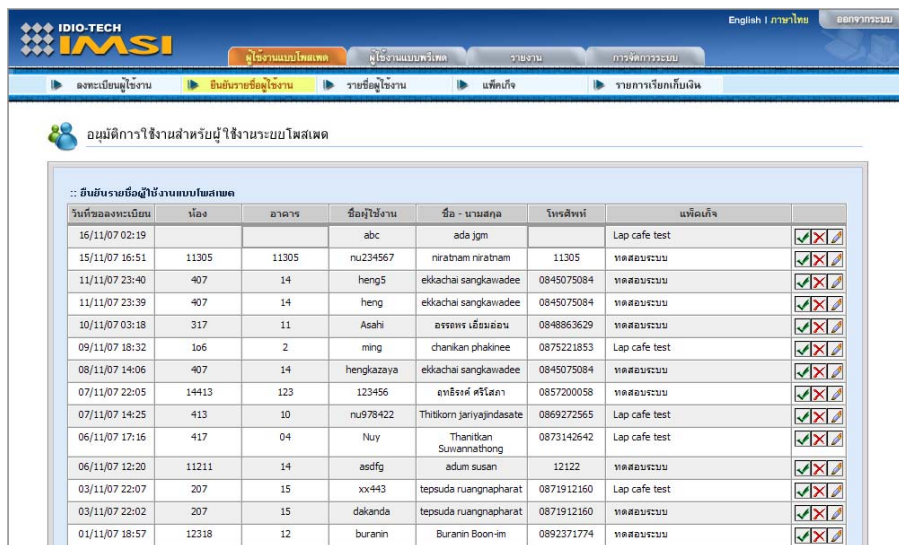 English | ภาษาไทย ออกจากระบบ
IDIO-TECH
IMSI
ผู้ใช้งานแบบโพสเพด ผู้ใช้งานแบบพรีเพด รายงาน การจัดการระบบ
ลงทะเบียนผู้ใช้งาน ยืนยันรายชื่อผู้ใช้งาน รายชื่อผู้ใช้งาน แพ็คเก็จ รายการเรียกเก็บเงิน
อนุมัติการใช้งานสำหรับผู้ใช้งานระบบโพสเพด
:: ยืนยันรายชื่อผู้ใช้งานแบบโพสเพด
วันที่ขอลงทะเบียน ห้อง อาคาร ชื่อผู้ใช้งาน ชื่อ - นามสกุล โทรศัพท์ แพ็คเก็จ
16/11/07 02:19 abc ada jgm Lap cafe test
15/11/07 16:51 11305 11305 nu234567 niratnam niratnam 11305 ทดสอบระบบ
11/11/07 23:40 407 14 heng5 ekkachai sangkawadee 0845075084 ทดสอบระบบ
11/11/07 23:39 407 14 heng ekkachai sangkawadee 0845075084 ทดสอบระบบ
10/11/07 03:18 317 11 Asahi อรรถพร เอี่ยมอ่อน 0848863629 ทดสอบระบบ
09/11/07 18:32 1o6 2 ming chanikan phakinee 0875221853 Lap cafe test
08/11/07 14:06 407 14 hengkazaya ekkachai sangkawadee 0845075084 ทดสอบระบบ
07/11/07 22:05 14413 123 123456 ศรีโสภา 0857200058 ทดสอบระบบ
07/11/07 14:25 413 10 nu978422 Thitikorn jariyajindasate 0869272565 Lap cafe test
06/11/07 17:16 417 04 Nuy Thanitkan Suwannathong 0873142642 Lap cafe test
06/11/07 12:20 11211 14 asdfg adum susan 12122 ทดสอบระบบ
03/11/07 22:07 207 15 xx443 tepsuda ruangnapharat 0871912160 Lap cafe test
03/11/07 22:02 207 15 dakanda tepsuda ruangnapharat 0871912160 ทดสอบระบบ
01/11/07 18:57 12318 12 buranin Buranin Boon-im 0892371774 ทดสอบระบบ